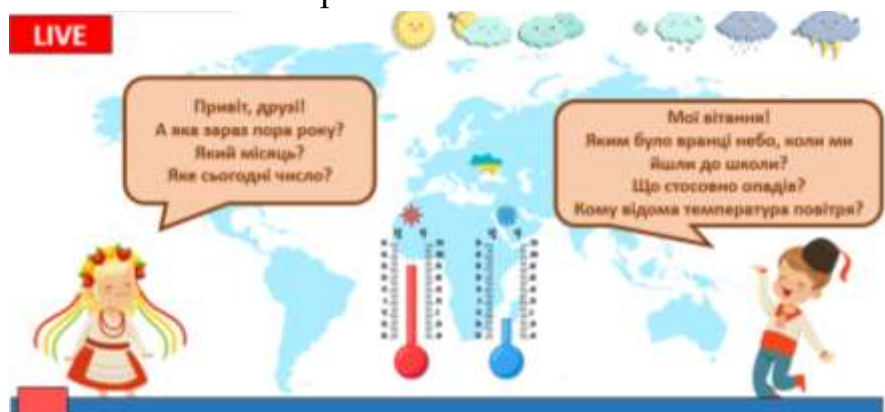 LIVE
Привіт, друзі!
А яка зараз пора року?
Який місяць?
Яке сьогодні число?
Мої вітання!
Яким було вранці небо, коли ми
йшли до школи?
Що стосовно опадів?
Кому відома температура повітря?